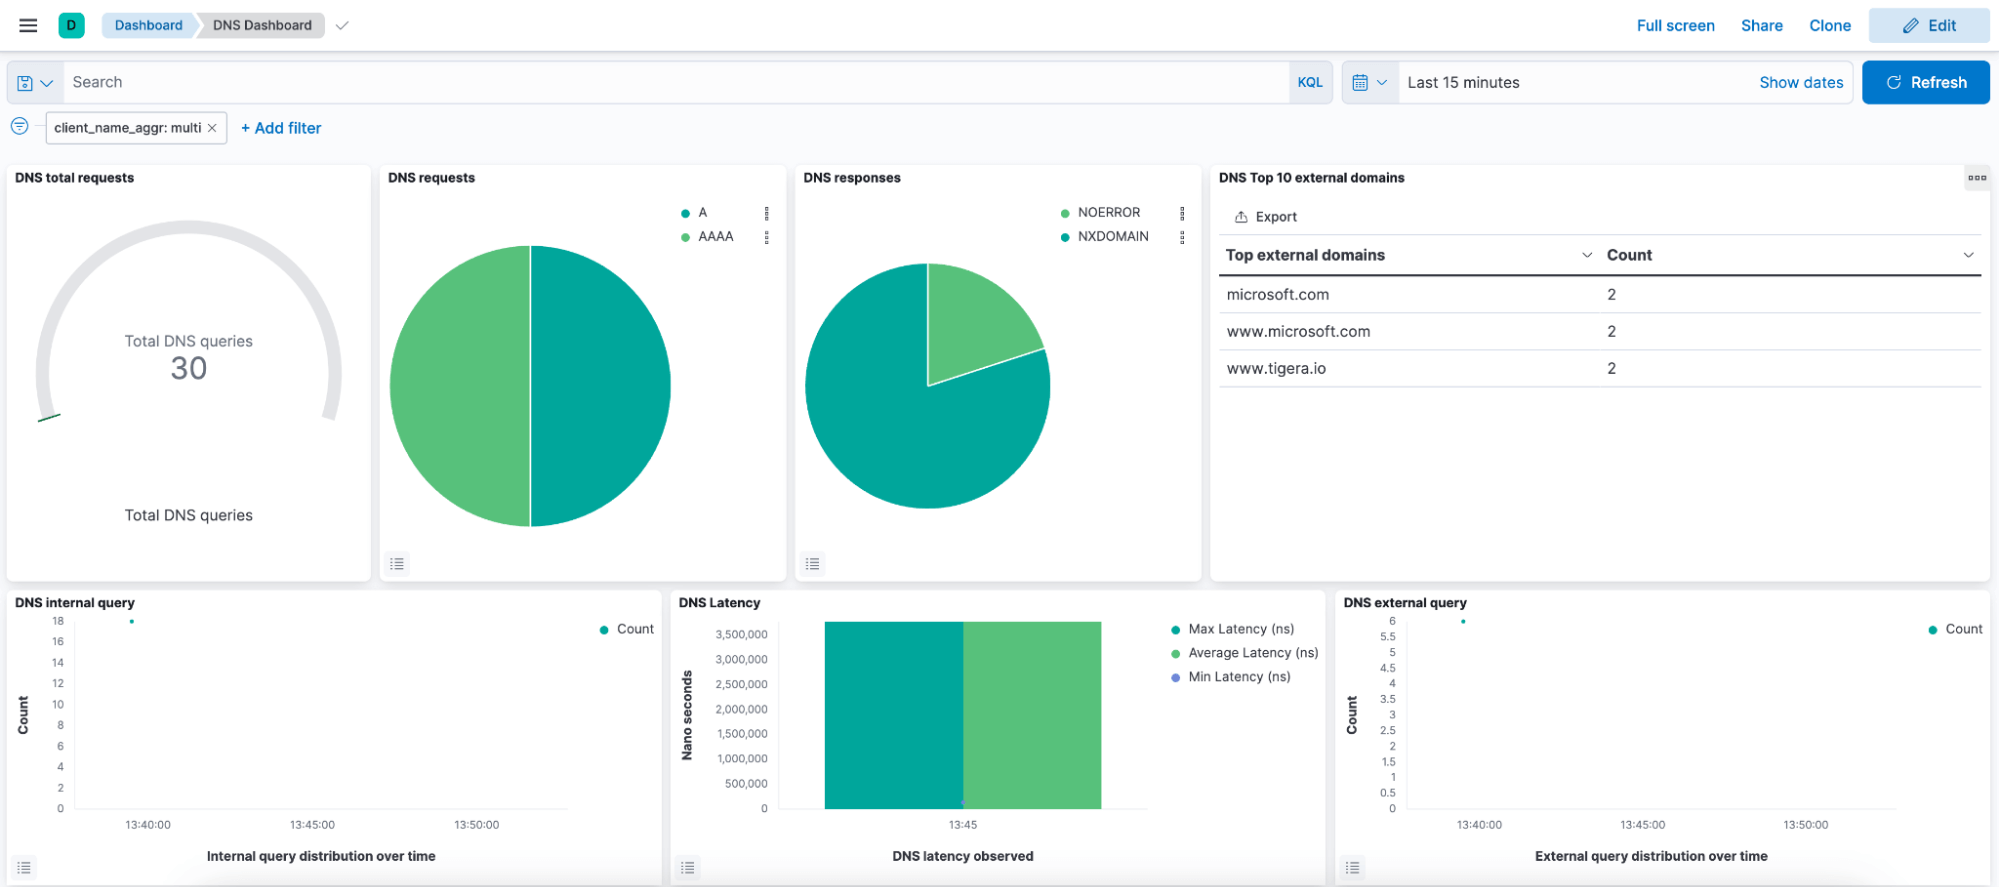 D Dashboard DNS Dashboard Full screen Share Clone Edit
Search KQL Last 15 minutes Show dates Refresh
client_name_aggr: multi × + Add filter
DNS total requests
Total DNS queries
30
Total DNS queries
DNS requests
A
AAAA
DNS responses
NOERROR
NXDOMAIN
DNS Top 10 external domains
Export
Top external domains Count
microsoft.com 2
www.microsoft.com 2
www.tigera.io 2
DNS internal query
18
16
14
12
10
8
6
4
2
0
Count
Count
13:40:00 13:45:00 13:50:00
Internal query distribution over time
DNS Latency
3,500,000
3,000,000
2,500,000
2,000,000
1,500,000
1,000,000
500,000
0
Nano seconds
Max Latency (ns)
Average Latency (ns)
Min Latency (ns)
13:45
DNS latency observed
DNS external query
6
5.5
5
4.5
4
3.5
3
2.5
2
1.5
1
0.5
0
Count
Count
13:40:00 13:45:00 13:50:00
External query distribution over time